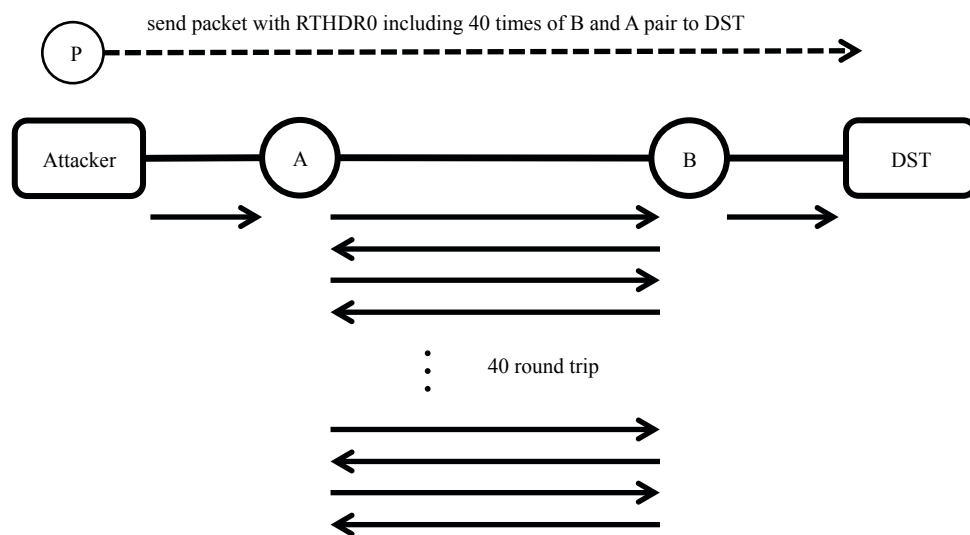 send packet with RTHDR0 including 40 times of B and A pair to DST
P
Attacker
A
B
DST
40 round trip